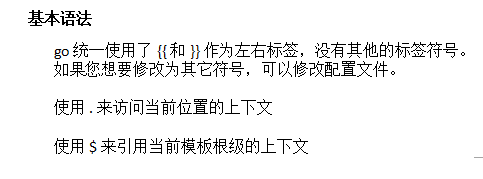 基本语法
go 统一使用了 {{ 和 }} 作为左右标签，没有其他的标签符号。
如果您想要修改为其它符号，可以修改配置文件。
使用 . 来访问当前位置的上下文
使用 $ 来引用当前模板根级的上下文